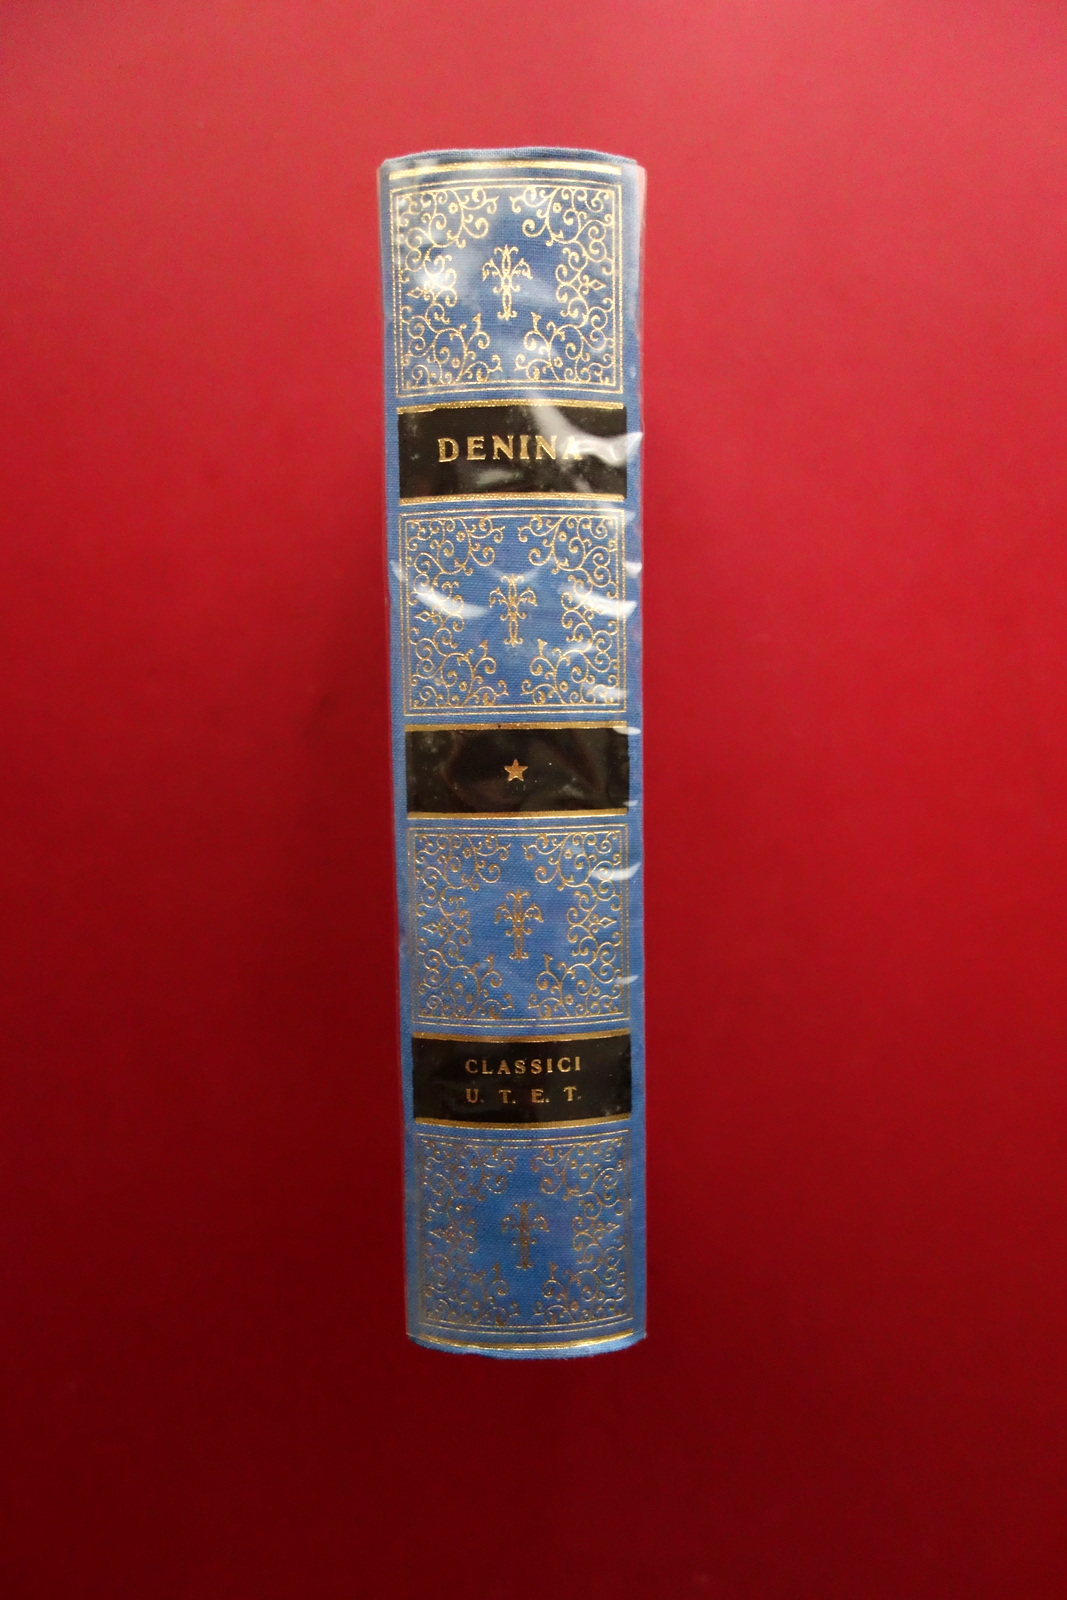 DENINA
CLASSICI
U. T. E. T.